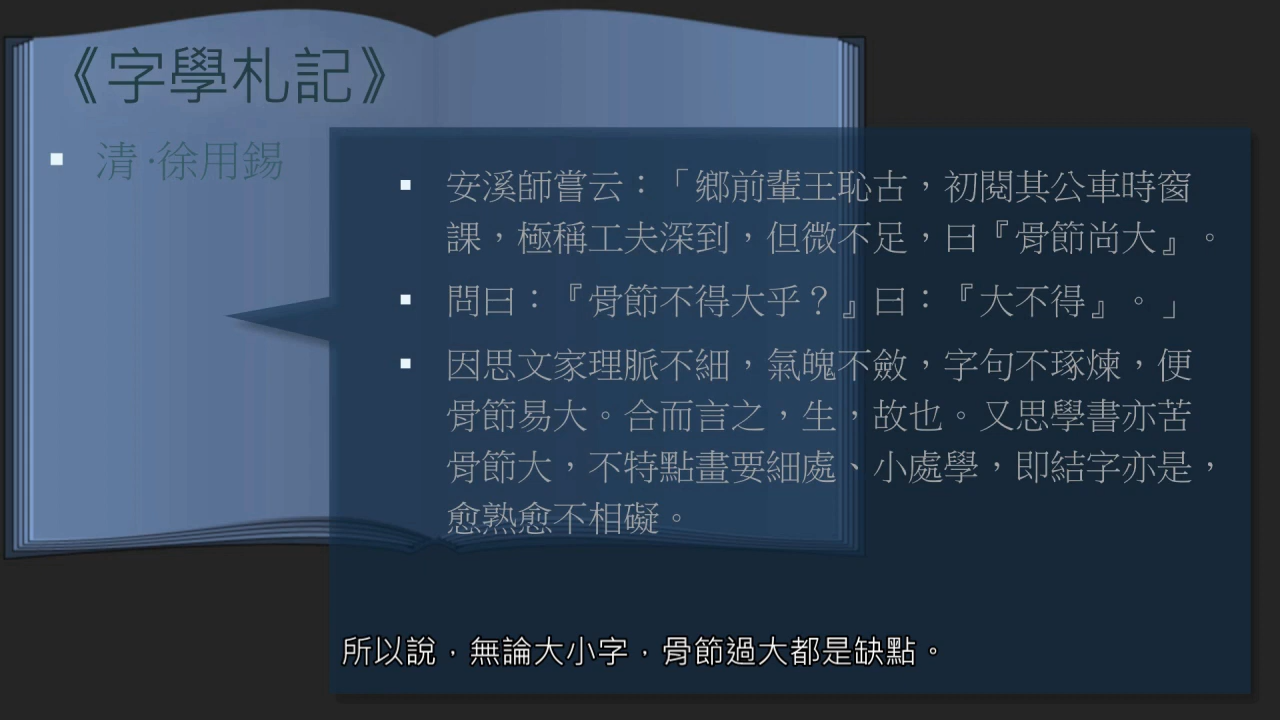 《字學札記》
▪ 清·徐用錫
▪ 安溪師嘗云：「鄉前輩王恥古，初閱其公車時窗
課，極稱工夫深到，但微不足，曰『骨節尚大』。
▪ 問曰：『骨節不得大乎？』曰：『大不得』。」
▪ 因思文家理脈不細，氣魄不斂，字句不琢煉，便
骨節易大。合而言之，生，故也。又思學書亦苦
骨節大，不特點畫要細處、小處學，即結字亦是，
愈熟愈不相礙。
所以說，無論大小字，骨節過大都是缺點。